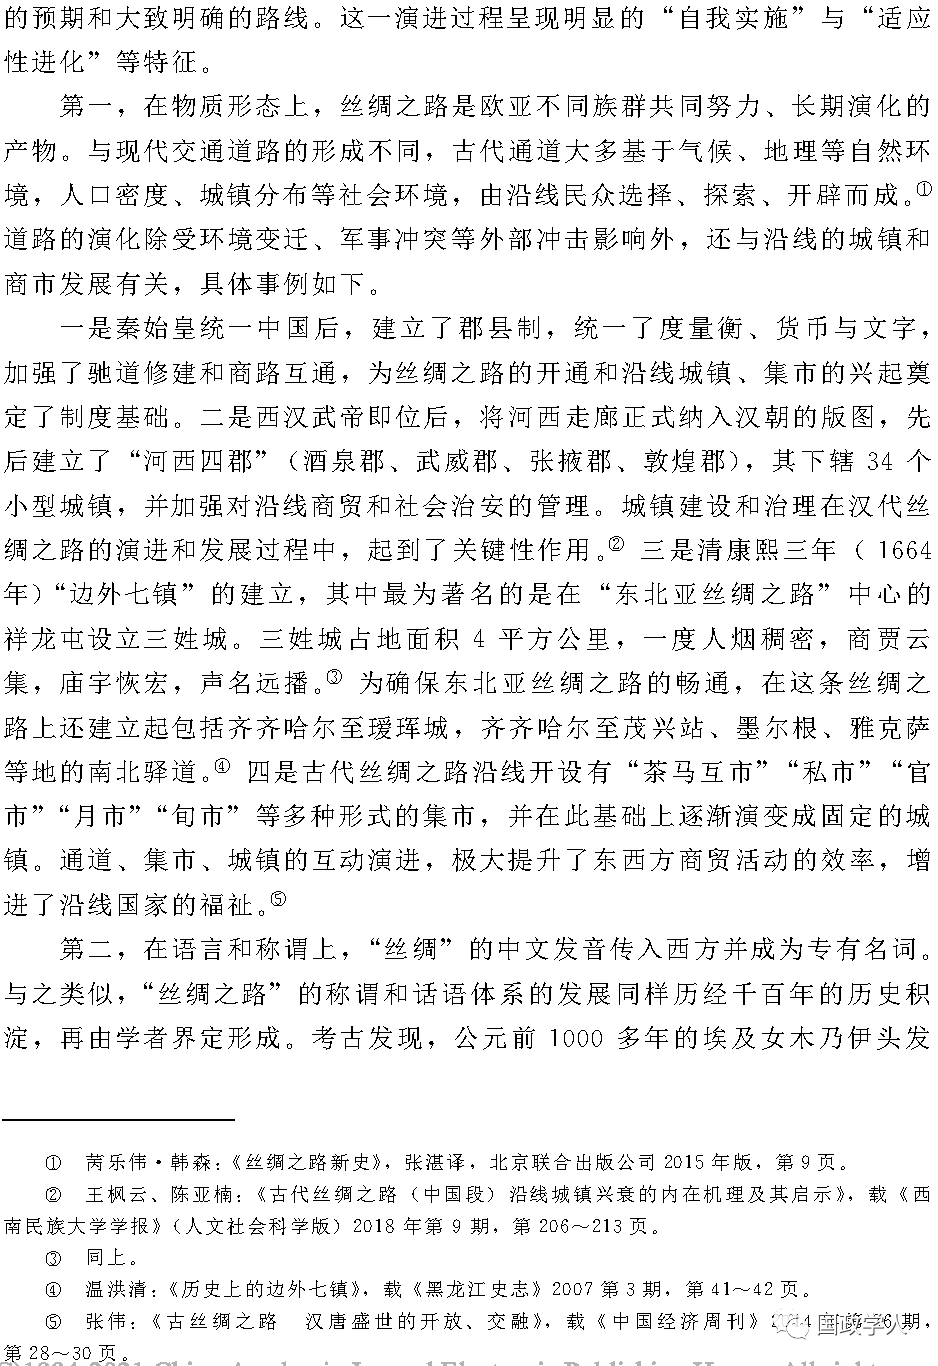 的预期和大致明确的路线。这一演进过程呈现明显的“自我实施”与“适应
性进化”等特征。
第一，在物质形态上，丝绸之路是欧亚不同族群共同努力、长期演化的
产物。与现代交通道路的形成不同，古代通道大多基于气候、地理等自然环
境，人口密度、城镇分布等社会环境，由沿线民众选择、探索、开辟而成。①
道路的演化除受环境变迁、军事冲突等外部冲击影响外，还与沿线的城镇和
商市发展有关，具体事例如下。
一是秦始皇统一中国后，建立了郡县制，统一了度量衡、货币与文字，
加强了驰道修建和商路互通，为丝绸之路的开通和沿线城镇、集市的兴起奠
定了制度基础。二是西汉武帝即位后，将河西走廊正式纳入汉朝的版图，先
后建立了“河西四郡”（酒泉郡、武威郡、张掖郡、敦煌郡），其下辖 34 个
小型城镇，并加强对沿线商贸和社会治安的管理。城镇建设和治理在汉代丝
绸之路的演进和发展过程中，起到了关键性作用。② 三是清康熙三年（1664
年）“边外七镇”的建立，其中最为著名的是在“东北亚丝绸之路”中心的
祥龙屯设立三姓城。三姓城占地面积 4 平方公里，一度人烟稠密，商贾云
集，庙宇恢宏，声名远播。③ 为确保东北亚丝绸之路的畅通，在这条丝绸之
路上还建立起包括齐齐哈尔至瑷珲城，齐齐哈尔至茂兴站、墨尔根、雅克萨
等地的南北驿道。④ 四是古代丝绸之路沿线开设有“茶马互市”“私市”“官
市”“月市”“旬市”等多种形式的集市，并在此基础上逐渐演变成固定的城
镇。通道、集市、城镇的互动演进，极大提升了东西方商贸活动的效率，增
进了沿线国家的福祉。⑤
第二，在语言和称谓上，“丝绸”的中文发音传入西方并成为专有名词。
与之类似，“丝绸之路”的称谓和话语体系的发展同样历经千百年的历史积
淀，再由学者界定形成。考古发现，公元前 1000 多年的埃及女木乃伊头发
① 芮乐伟·韩森：《丝绸之路新史》，张湛译，北京联合出版公司 2015 年版，第 9 页。
② 王枫云、陈亚楠：《古代丝绸之路（中国段）沿线城镇兴衰的内在机理及其启示》，载《西
南民族大学学报》（人文社会科学版）2018 年第 9 期，第 206～213 页。
③ 同上。
④ 温洪清：《历史上的边外七镇》，载《黑龙江史志》2007 第 3 期，第 41～42 页。
⑤ 张伟：《古丝绸之路 汉唐盛世的开放、交融》，载《中国经济周刊》2014 年第 26 期，
第 28～30 页。
国政学人